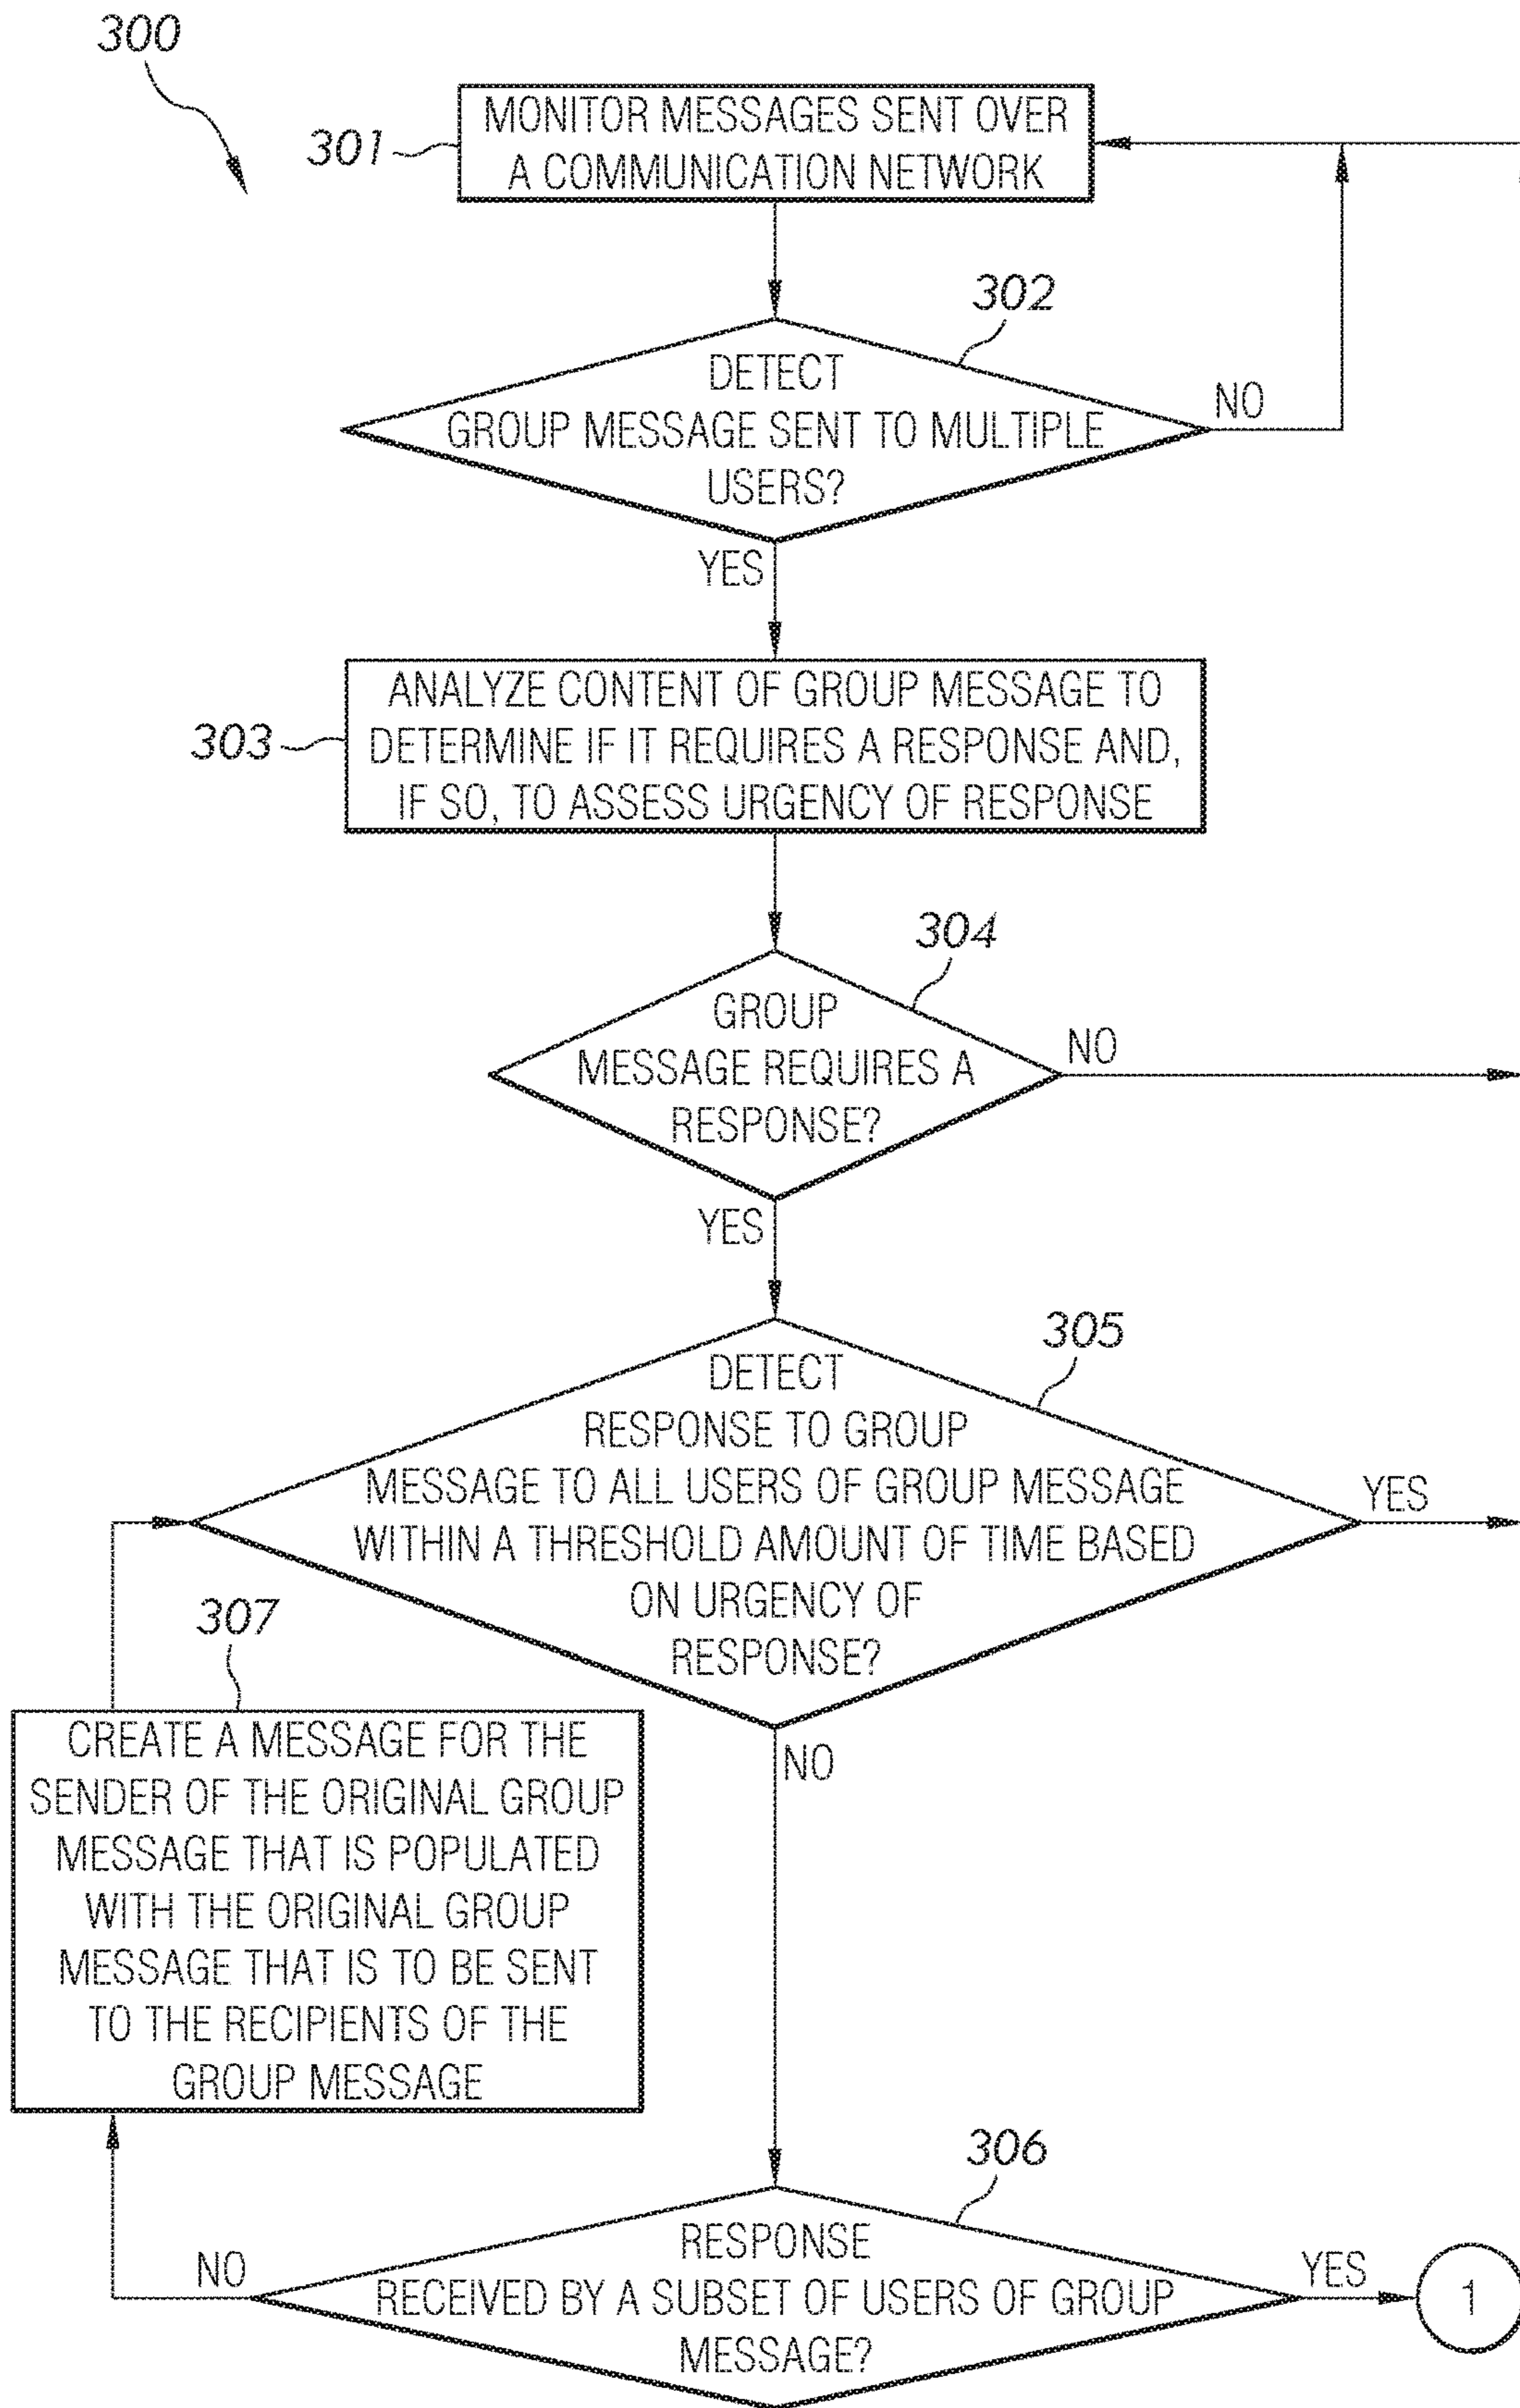 300
301
MONITOR MESSAGES SENT OVER
A COMMUNICATION NETWORK
302
DETECT
GROUP MESSAGE SENT TO MULTIPLE
USERS?
NO
YES
303
ANALYZE CONTENT OF GROUP MESSAGE TO
DETERMINE IF IT REQUIRES A RESPONSE AND,
IF SO, TO ASSESS URGENCY OF RESPONSE
304
GROUP
MESSAGE REQUIRES A
RESPONSE?
NO
YES
305
DETECT
RESPONSE TO GROUP
MESSAGE TO ALL USERS OF GROUP MESSAGE
WITHIN A THRESHOLD AMOUNT OF TIME BASED
ON URGENCY OF
RESPONSE?
YES
NO
307
CREATE A MESSAGE FOR THE
SENDER OF THE ORIGINAL GROUP
MESSAGE THAT IS POPULATED
WITH THE ORIGINAL GROUP
MESSAGE THAT IS TO BE SENT
TO THE RECIPIENTS OF THE
GROUP MESSAGE
306
RESPONSE
RECEIVED BY A SUBSET OF USERS OF GROUP
MESSAGE?
NO
YES
1